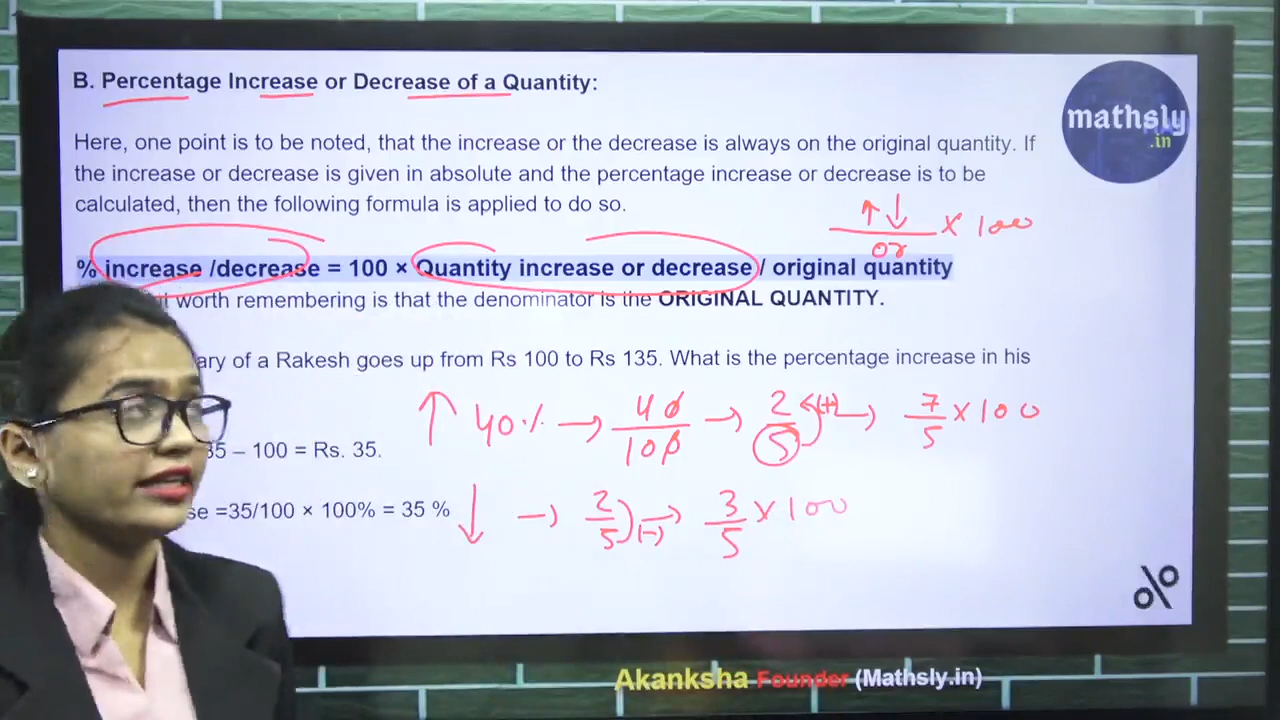 B. Percentage Increase or Decrease of a Quantity:
mathsly
.in
Here, one point is to be noted, that the increase or the decrease is always on the original quantity. If
the increase or decrease is given in absolute and the percentage increase or decrease is to be
calculated, then the following formula is applied to do so.
↑↓/or × 100
% increase /decrease = 100 × Quantity increase or decrease / original quantity
worth remembering is that the denominator is the ORIGINAL QUANTITY.
of a Rakesh goes up from Rs 100 to Rs 135. What is the percentage increase in his
↑ 40% → 40/100 → 2/5 (+) → 7/5 × 100
35 – 100 = Rs. 35.
=35/100 × 100% = 35 %
↓ → 2/5 (-) → 3/5 × 100
%
Akanksha Founder (Mathsly.in)